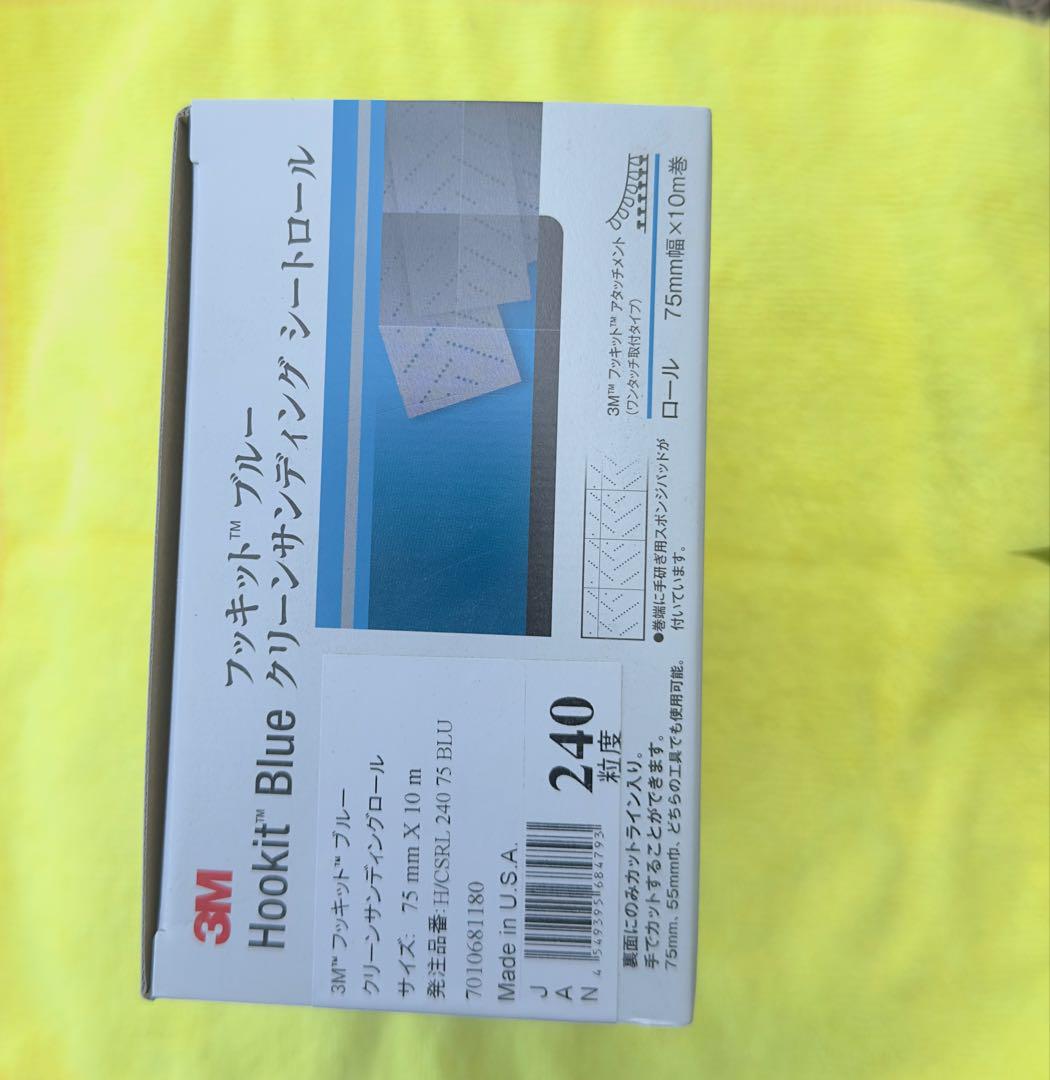 3M
フッキット™ ブルー
Hookit™ Blue クリーンサンディング シートロール
3M™ フッキット™ ブルー
クリーンサンディングロール
サイズ: 75 mm X 10 m
発注品番: H/CSRL 240 75 BLU
7010681180
Made in U.S.A.
JAN
4 549395 684793
240
粒度
裏面にのみカットライン入り。
手でカットすることができます。
75mm、55mm巾、どちらの工具でも使用可能。
●巻端に手研ぎ用スポンジパッドが
付いています。
3M™ フッキット™ アタッチメント
(ワンタッチ取付タイプ)
ロール 75mm幅×10m巻